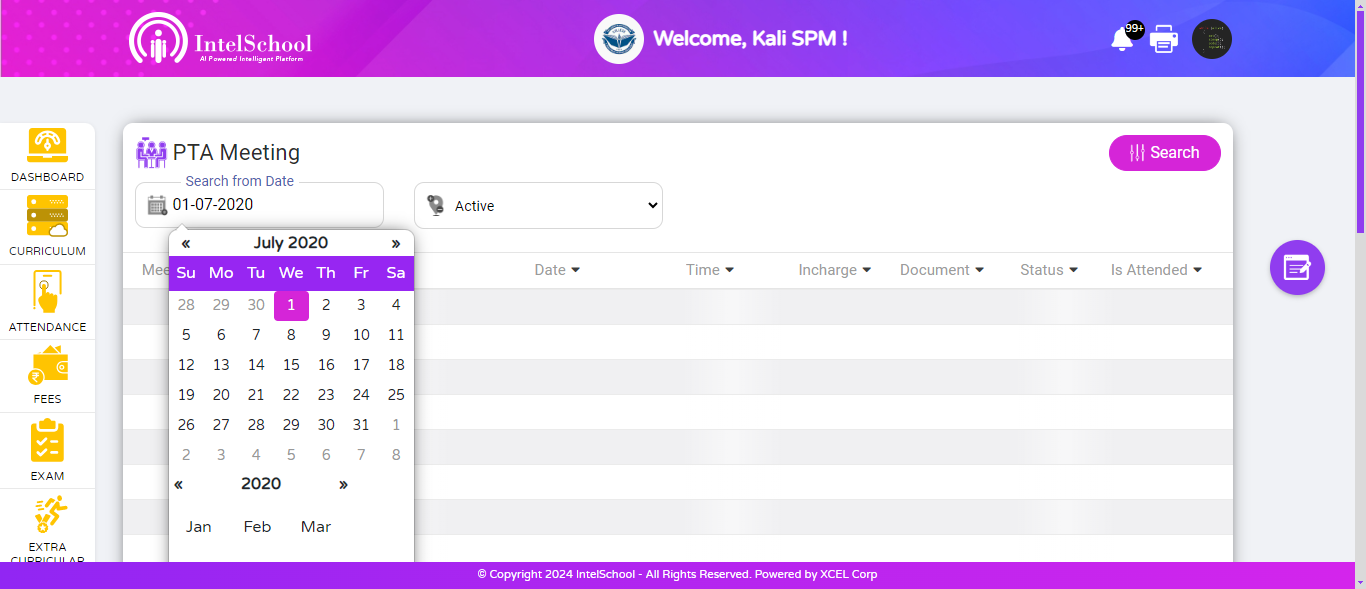 IntelSchool
AI Powered Intelligent Platform
Welcome, Kali SPM !
99+
DASHBOARD
CURRICULUM
ATTENDANCE
FEES
EXAM
EXTRA
CURRICULAR
PTA Meeting
Search
Search from Date
01-07-2020
Active
Mee
Date
Time
Incharge
Document
Status
Is Attended
« July 2020 »
Su Mo Tu We Th Fr Sa
28 29 30 1 2 3 4
5 6 7 8 9 10 11
12 13 14 15 16 17 18
19 20 21 22 23 24 25
26 27 28 29 30 31 1
2 3 4 5 6 7 8
« 2020 »
Jan Feb Mar
© Copyright 2024 IntelSchool - All Rights Reserved. Powered by XCEL Corp